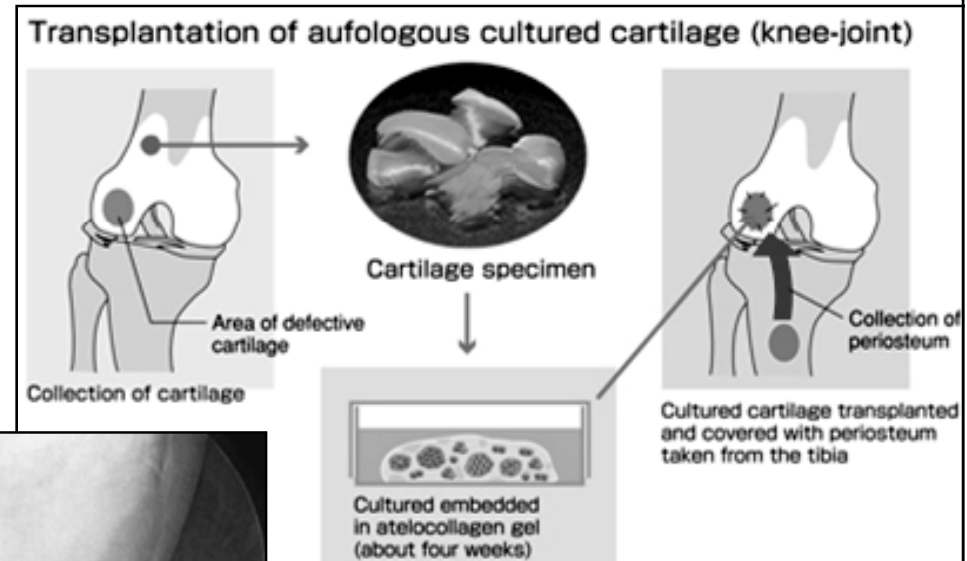 Transplantation of aufologous cultured cartilage (knee-joint)
Cartilage specimen
Area of defective
cartilage
Collection of cartilage
Cultured embedded
in atelocollagen gel
(about four weeks)
Collection of
periosteum
Cultured cartilage transplanted
and covered with periosteum
taken from the tibia